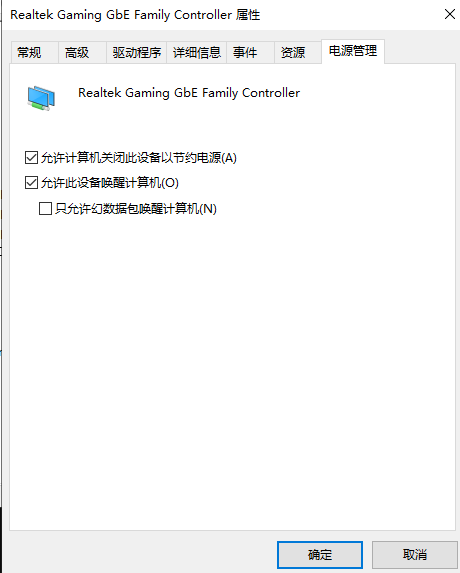 Realtek Gaming GbE Family Controller 属性
常规 高级 驱动程序 详细信息 事件 资源 电源管理
Realtek Gaming GbE Family Controller
允许计算机关闭此设备以节约电源(A)
允许此设备唤醒计算机(O)
只允许幻数据包唤醒计算机(N)
确定 取消